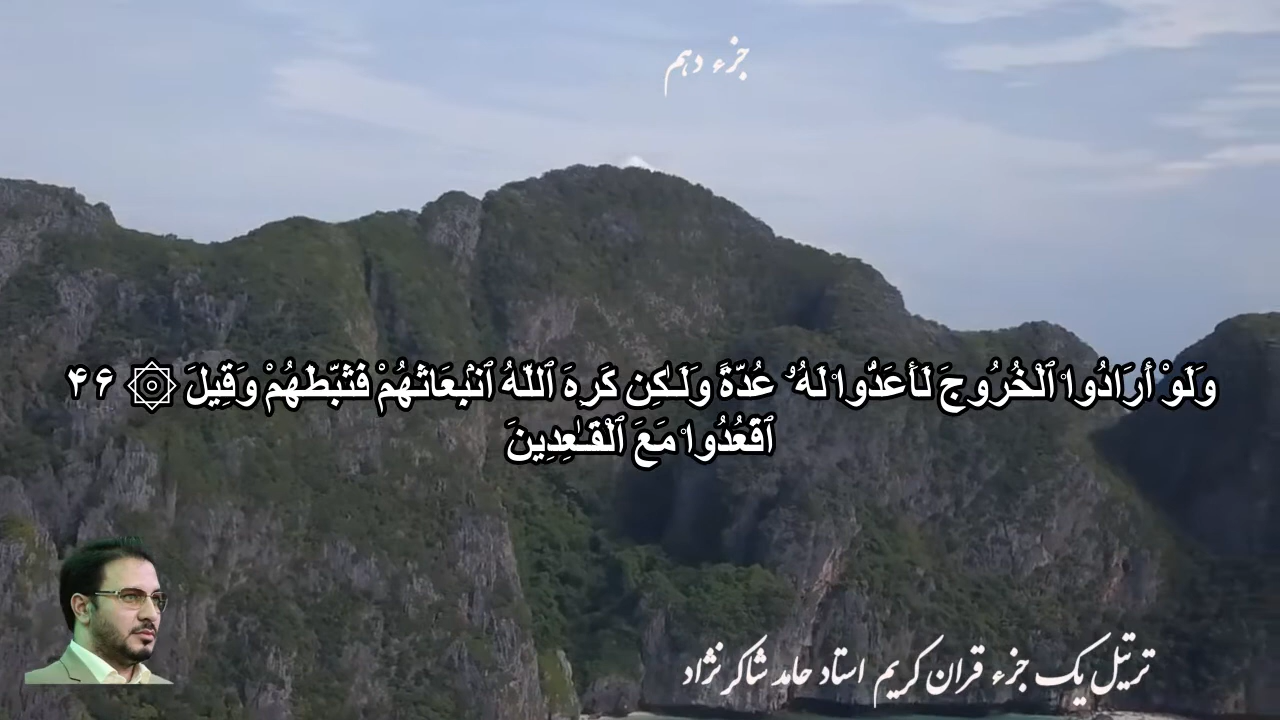 جزء دهم
وَلَوْ أَرَادُوا۟ ٱلْخُرُوجَ لَأَعَدُّوا۟ لَهُۥ عُدَّةً وَلَـٰكِن كَرِهَ ٱللَّهُ ٱنۢبِعَاثَهُمْ فَثَبَّطَهُمْ وَقِيلَ ۞ ۴۶
ٱقْعُدُوا۟ مَعَ ٱلْقَـٰعِدِينَ
ترتیل یک جزء قران کریم استاد حامد شاکرنژاد